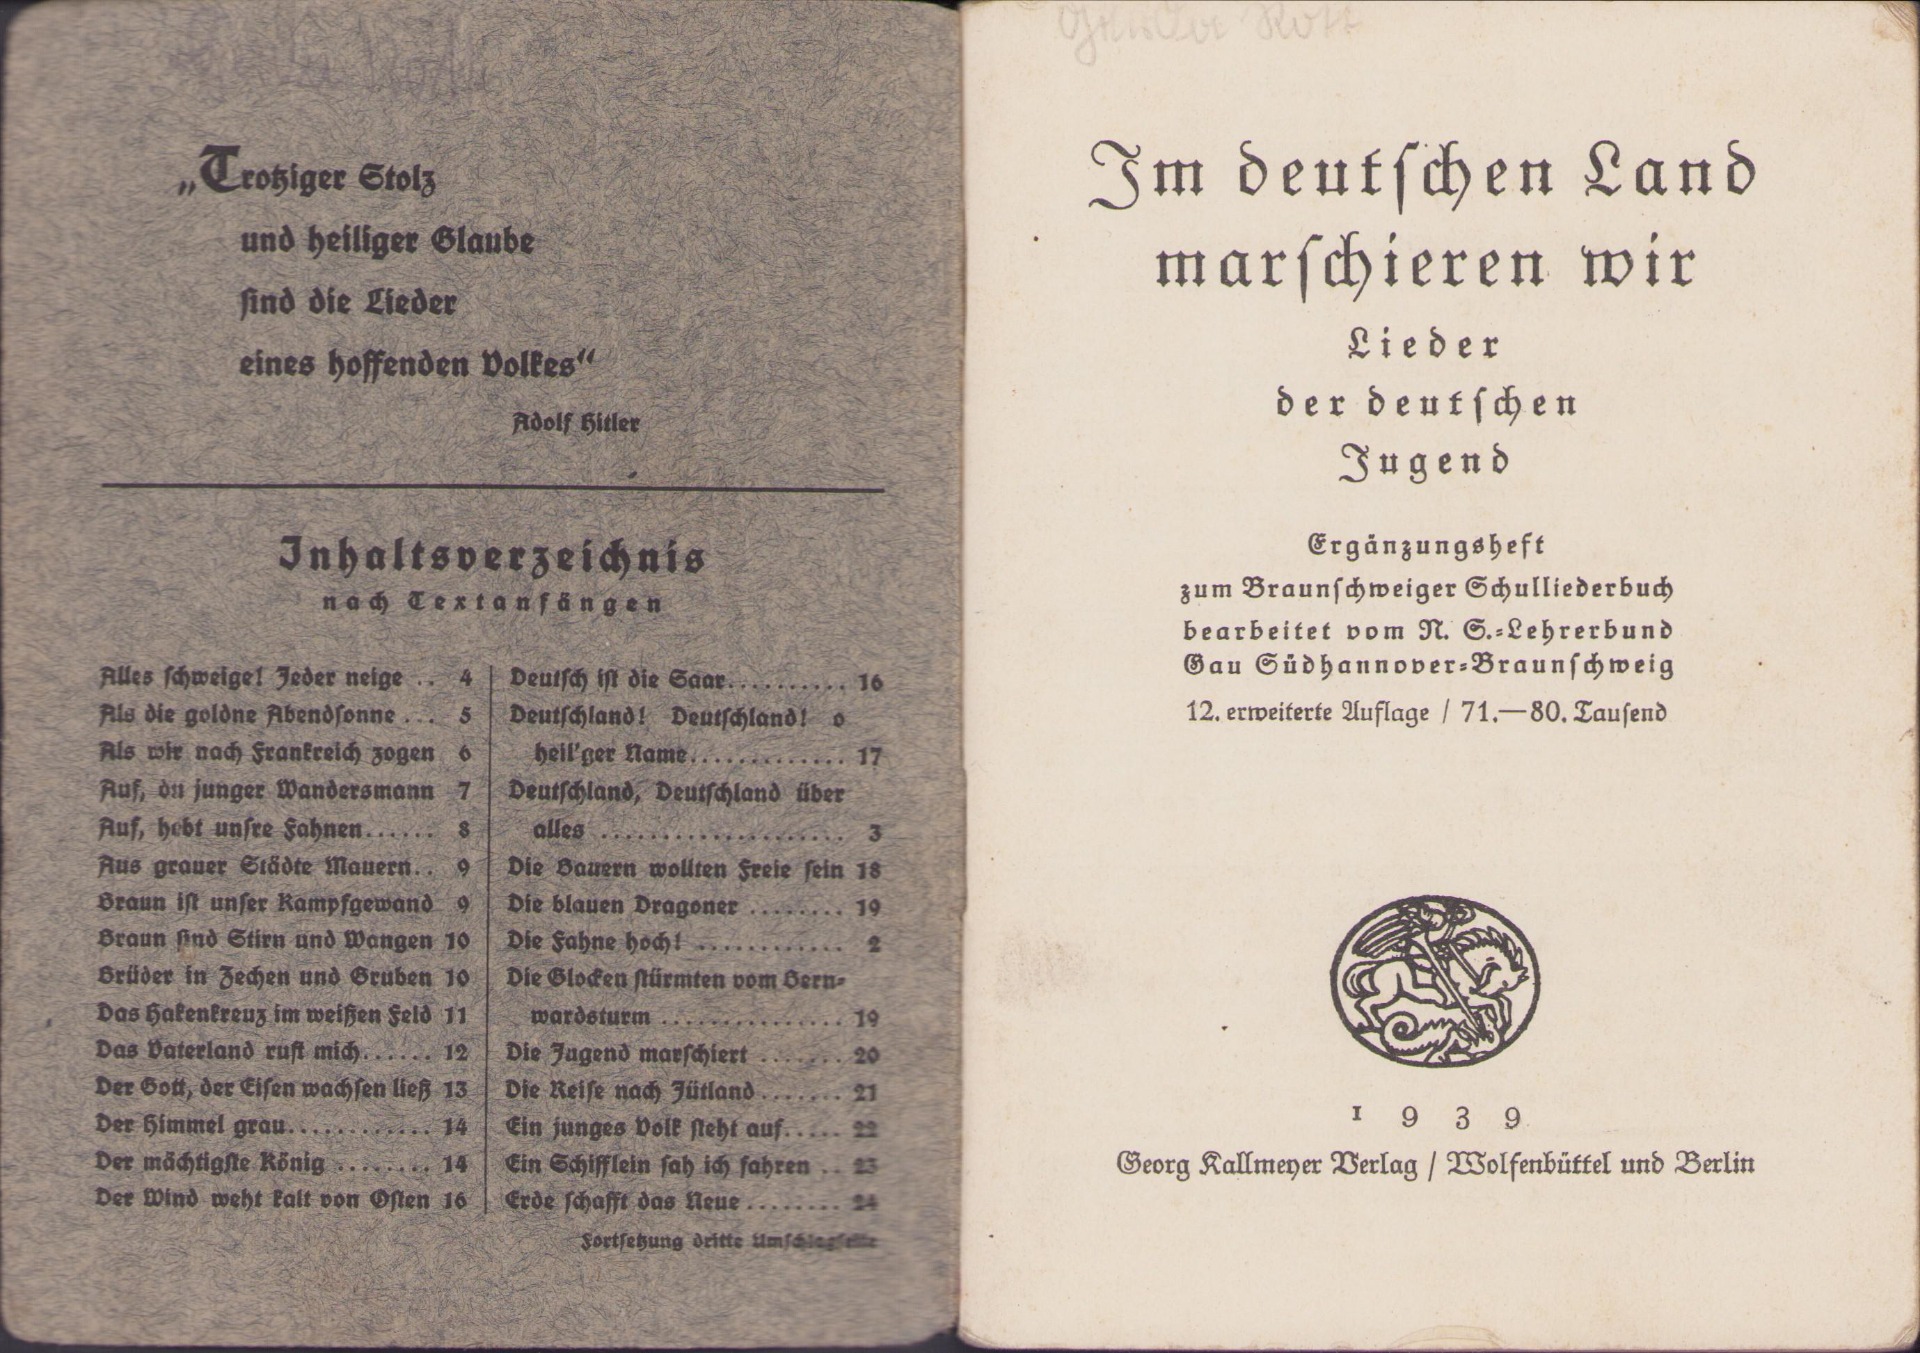 „Trotziger Stolz
und heiliger Glaube
sind die Lieder
eines hoffenden Volkes“
Adolf Hitler
Inhaltsverzeichnis
nach Textanfängen
Alles schweige! Jeder neige .. 4
Als die goldne Abendsonne ... 5
Als wir nach Frankreich zogen 6
Auf, du junger Wandersmann 7
Auf, hebt unsre Fahnen...... 8
Aus grauer Städte Mauern.. 9
Braun ist unser Kampfgewand 9
Braun sind Stirn und Wangen 10
Brüder in Zechen und Gruben 10
Das Hakenkreuz im weißen Feld 11
Das Vaterland ruft mich...... 12
Der Gott, der Eisen wachsen ließ 13
Der Himmel grau............ 14
Der mächtigste König ........ 14
Der Wind weht kalt von Osten 16
Deutsch ist die Saar.......... 16
Deutschland! Deutschland! o
heil'ger Name............. 17
Deutschland, Deutschland über
alles .................... 3
Die Bauern wollten Freie sein 18
Die blauen Dragoner ........ 19
Die Fahne hoch! ............ 2
Die Glocken stürmten vom Bern-
wardsturm ............... 19
Die Jugend marschiert ....... 20
Die Reise nach Jütland....... 21
Ein junges Volk steht auf..... 22
Ein Schifflein sah ich fahren .. 23
Erde schafft das Neue ........ 24
Fortsetzung dritte Umschlagseite
Im deutschen Land
marschieren wir
Lieder
der deutschen
Jugend
Ergänzungsheft
zum Braunschweiger Schulliederbuch
bearbeitet vom N. S.-Lehrerbund
Gau Südhannover-Braunschweig
12. erweiterte Auflage / 71.—80. Tausend
1939
Georg Kallmeyer Verlag / Wolfenbüttel und Berlin